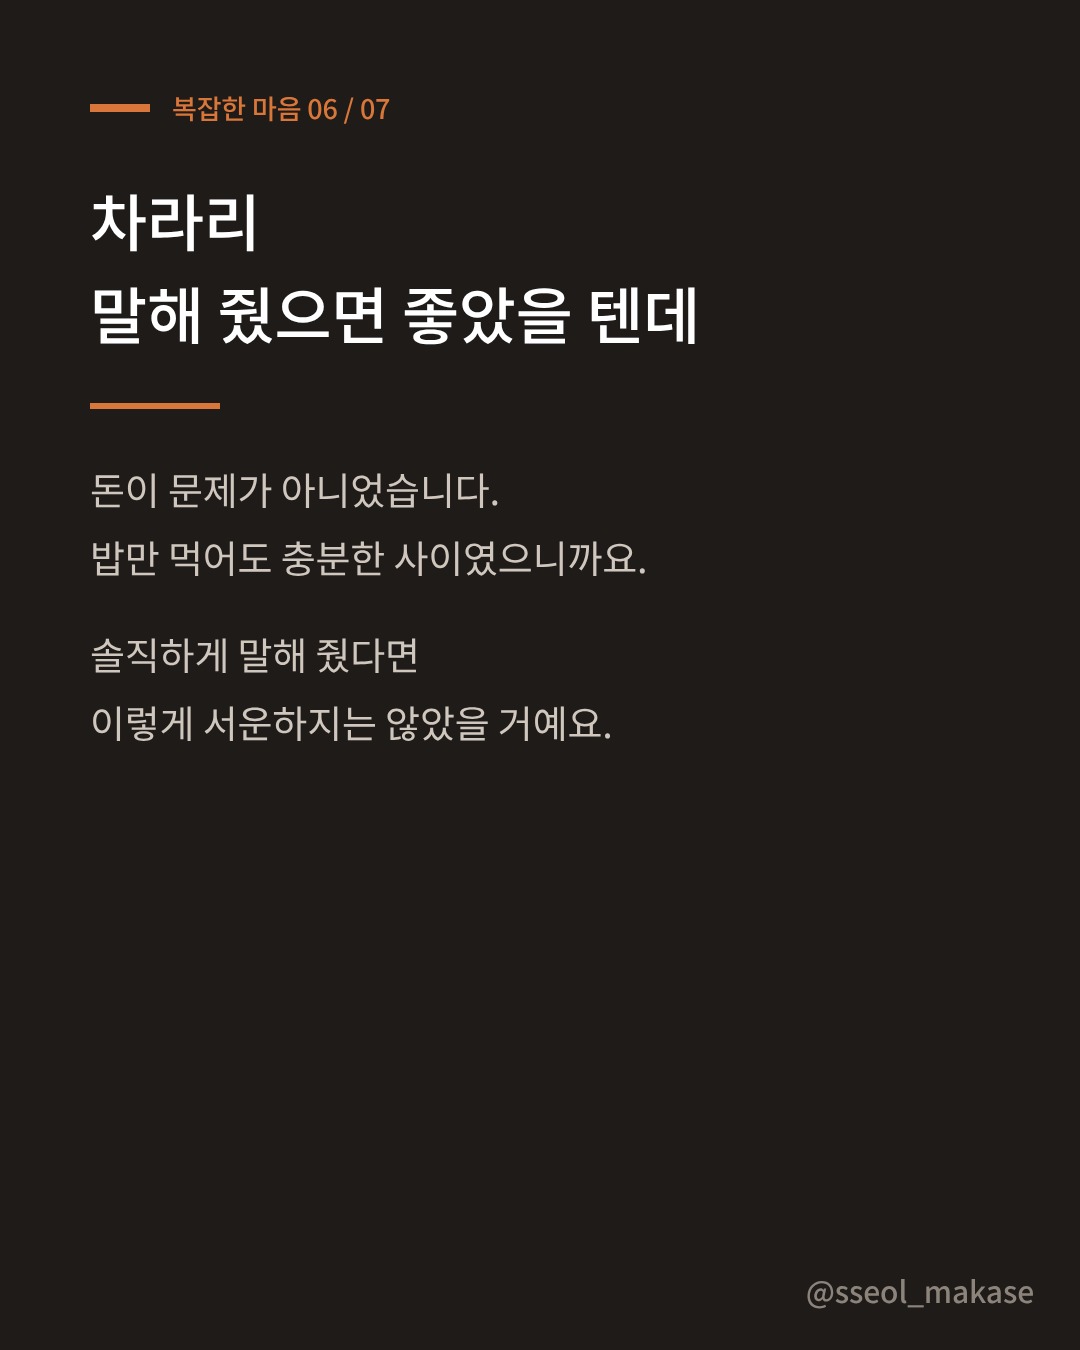 복잡한 마음 06 / 07
차라리
말해 줬으면 좋았을 텐데
돈이 문제가 아니었습니다.
밥만 먹어도 충분한 사이였으니까요.
솔직하게 말해 줬다면
이렇게 서운하지는 않았을 거예요.
@sseol_makase